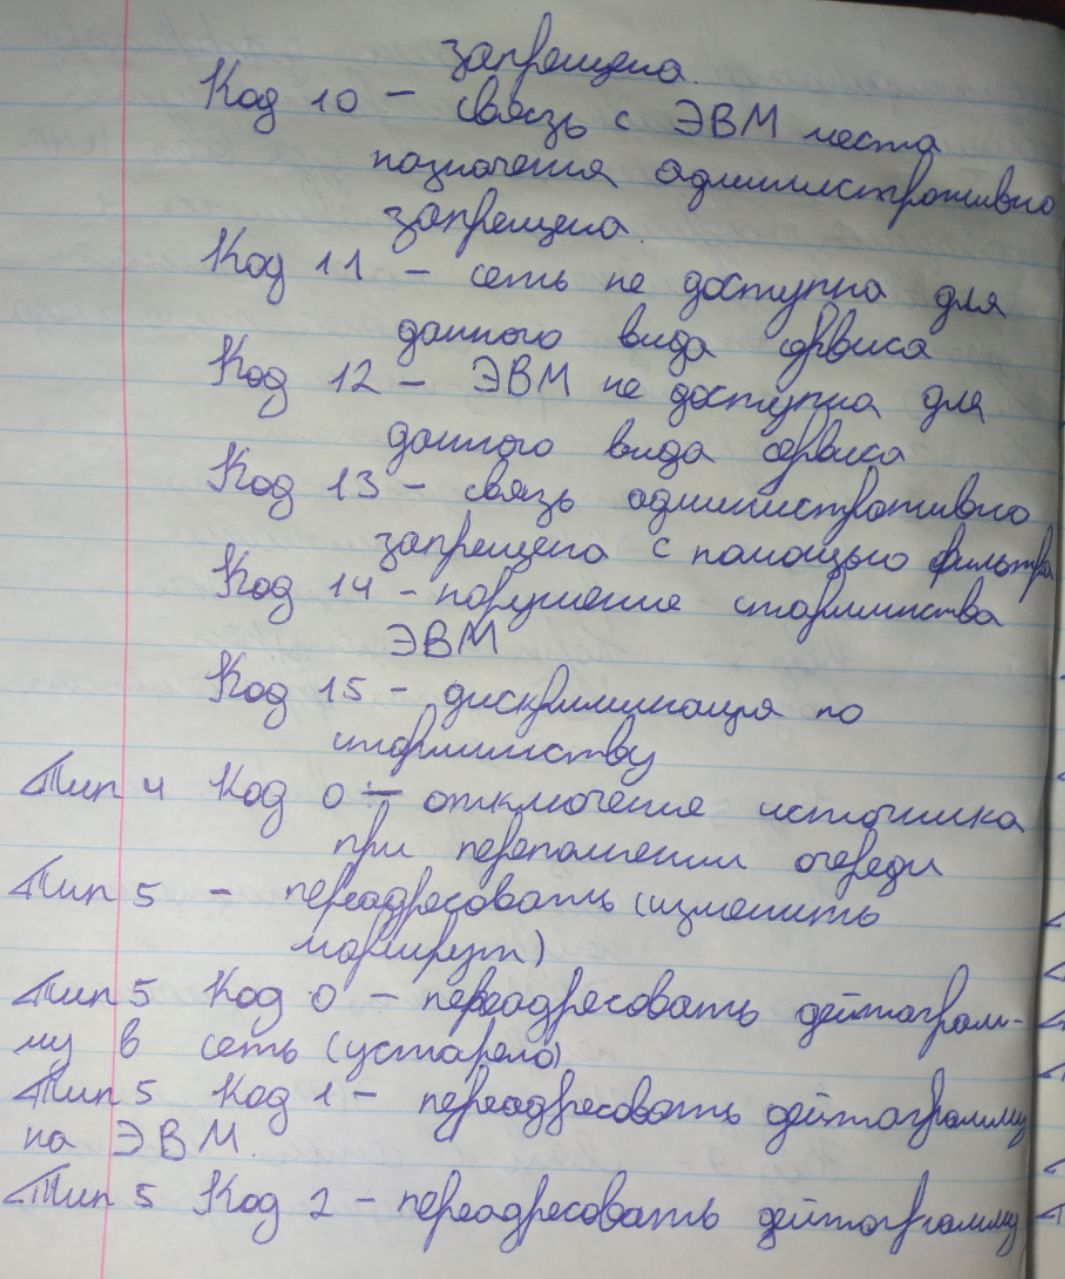 запрещена.
Код 10 – связь с ЭВМ места
назначения административно
запрещена.
Код 11 – сеть не доступна для
данного вида сервиса
Код 12 – ЭВМ не доступна для
данного вида сервиса
Код 13 – связь административно
запрещена с помощью фильтра
Код 14 – нарушение старшинства
ЭВМ
Код 15 – дискриминация по
старшинству
Тип 4 Код 0 – отключение источника
при переполнении очереди
Тип 5 – переадресовать (изменить
маршрут)
Тип 5 Код 0 – переадресовать дейтаграм-
му в сеть (устарело)
Тип 5 Код 1 – переадресовать дейтаграмму
на ЭВМ.
Тип 5 Код 2 – переадресовать дейтаграмму